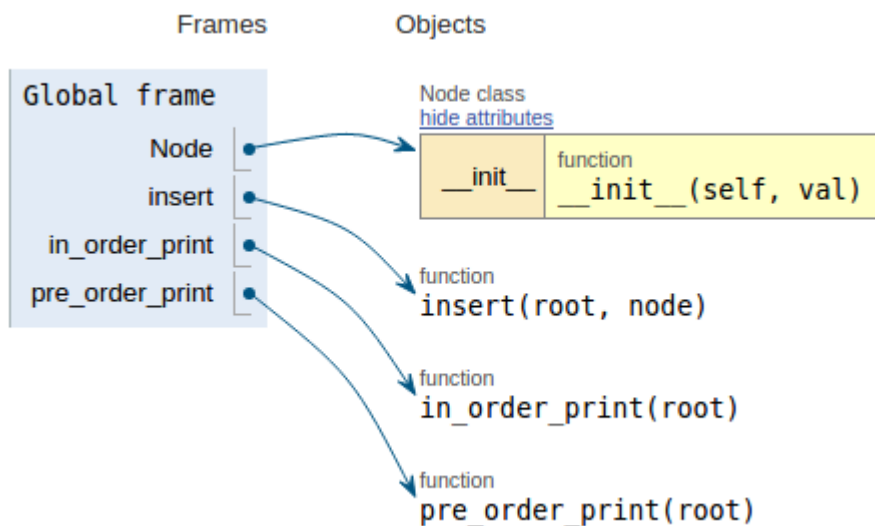 Frames Objects
Global frame
Node
insert
in_order_print
pre_order_print
Node class
hide attributes
__init__
function
__init__(self, val)
function
insert(root, node)
function
in_order_print(root)
function
pre_order_print(root)